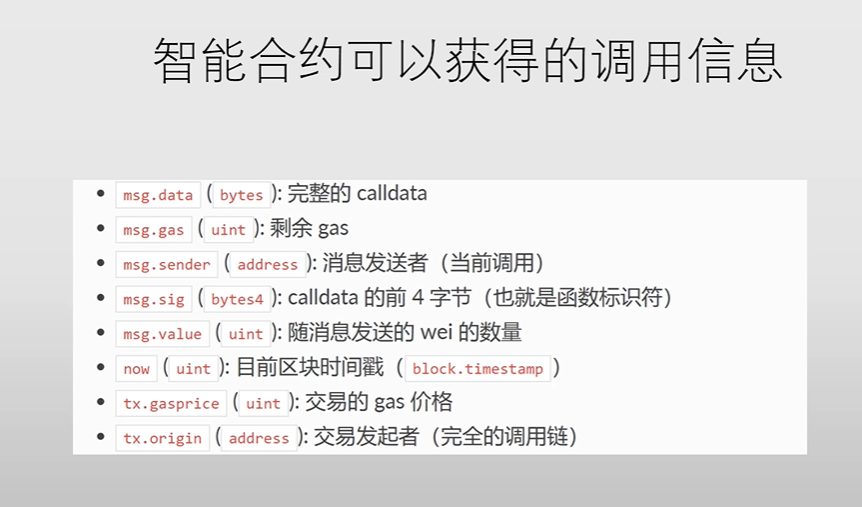 智能合约可以获得的调用信息
• msg.data (bytes): 完整的 calldata
• msg.gas (uint): 剩余 gas
• msg.sender (address): 消息发送者（当前调用）
• msg.sig (bytes4): calldata 的前 4 字节（也就是函数标识符）
• msg.value (uint): 随消息发送的 wei 的数量
• now (uint): 目前区块时间戳（block.timestamp）
• tx.gasprice (uint): 交易的 gas 价格
• tx.origin (address): 交易发起者（完全的调用链）